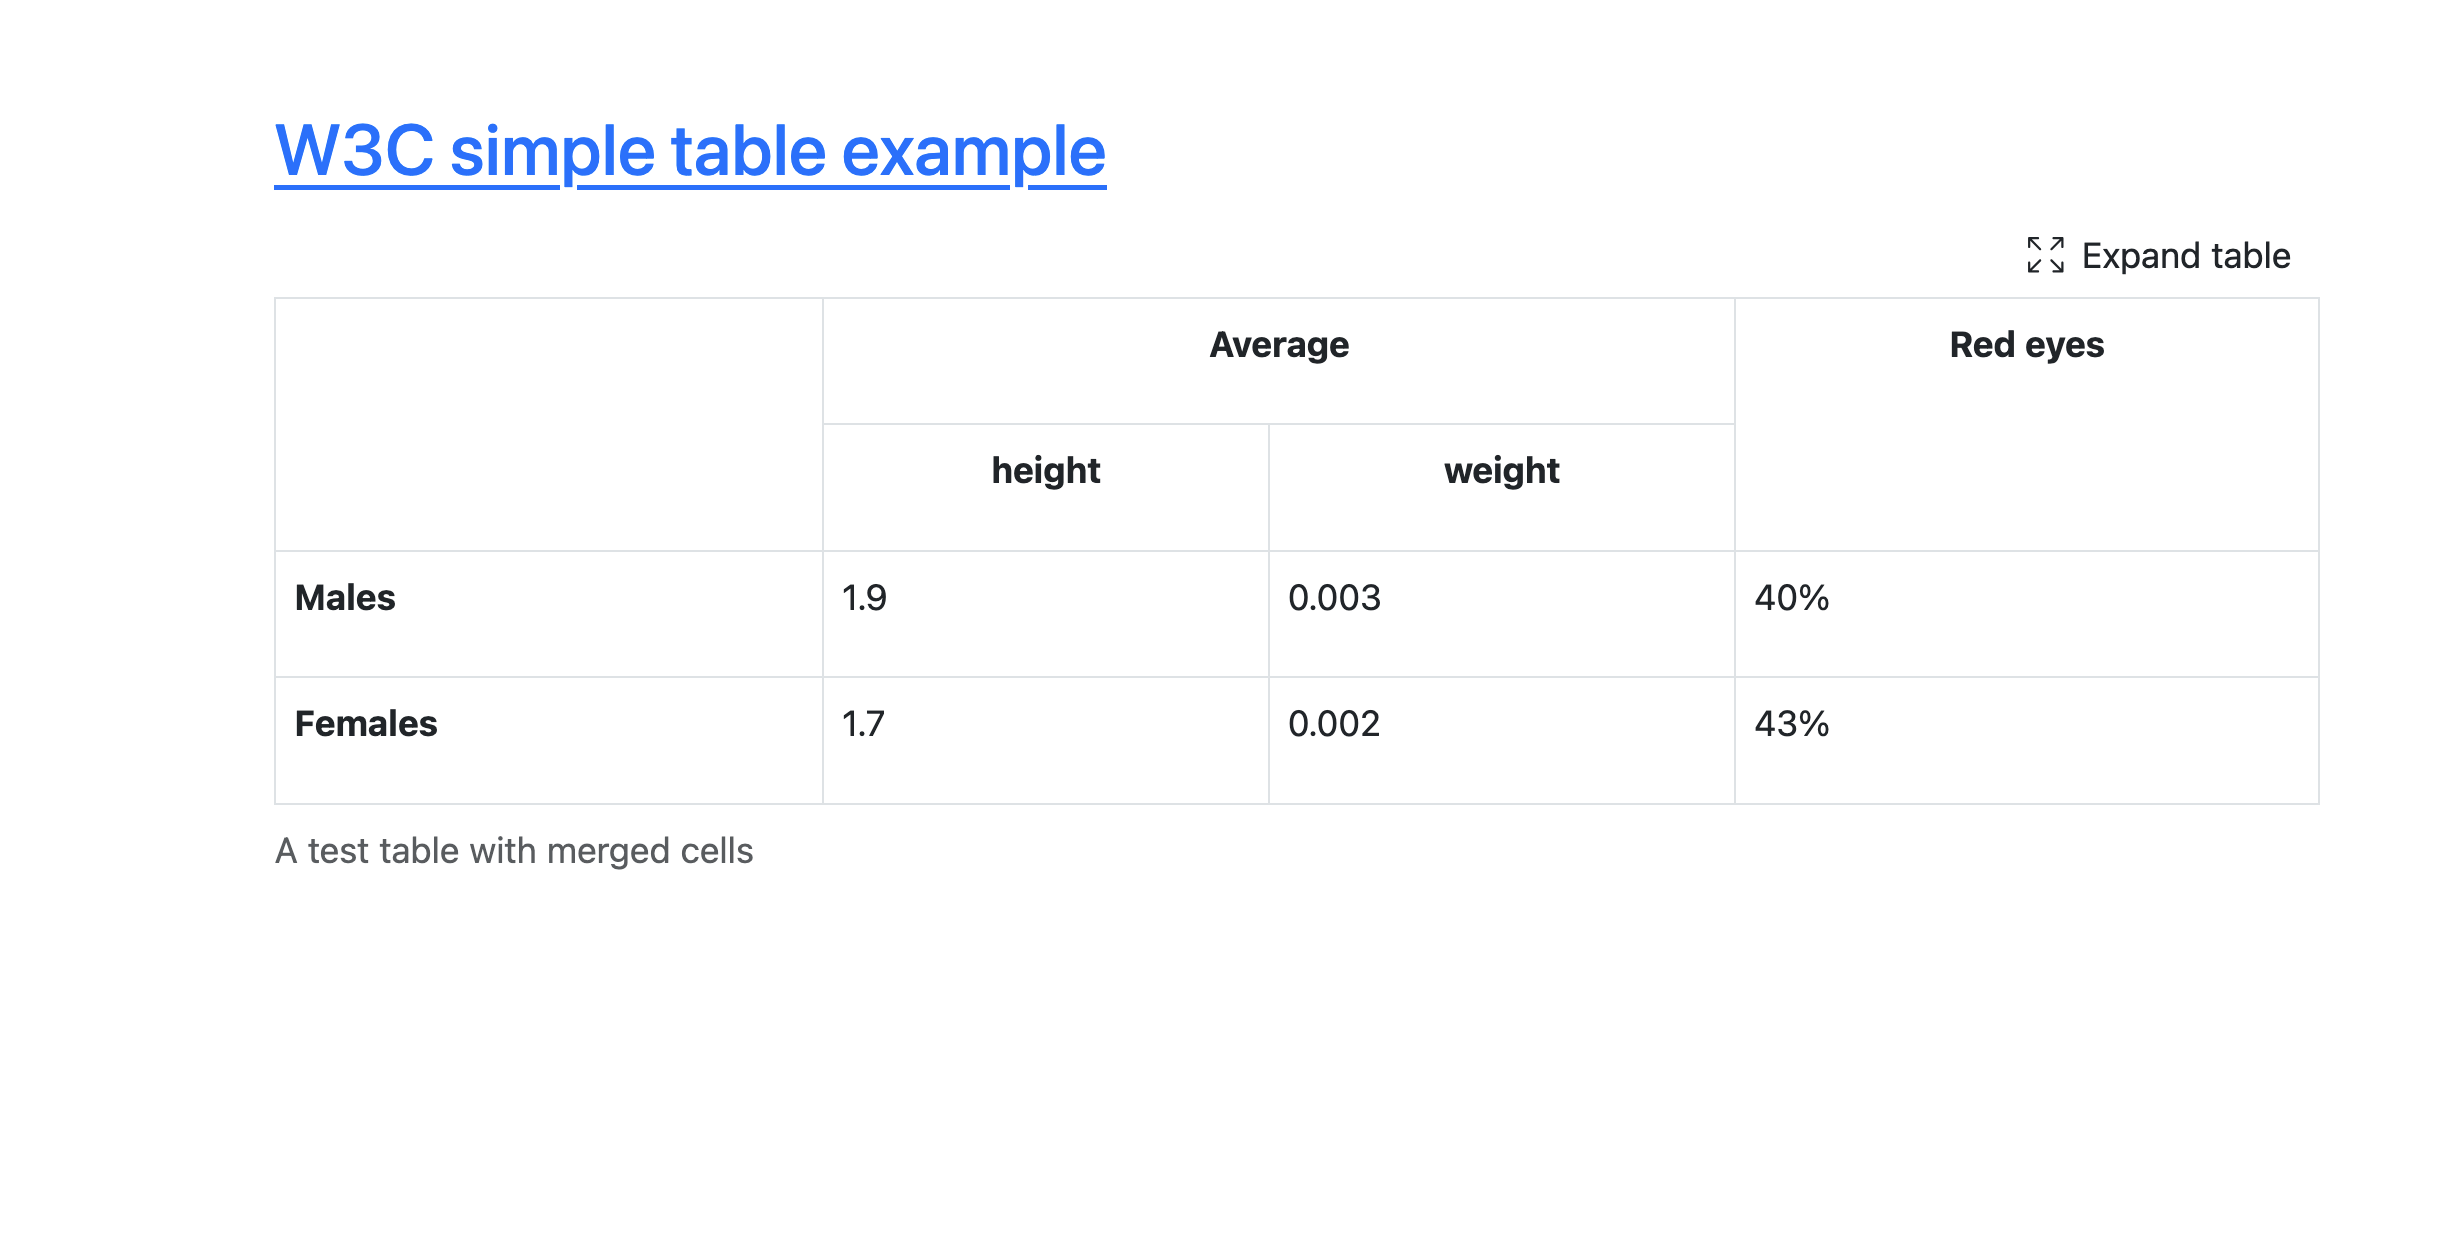 W3C simple table example
Expand table
Average Red eyes
height weight
Males 1.9 0.003 40%
Females 1.7 0.002 43%
A test table with merged cells